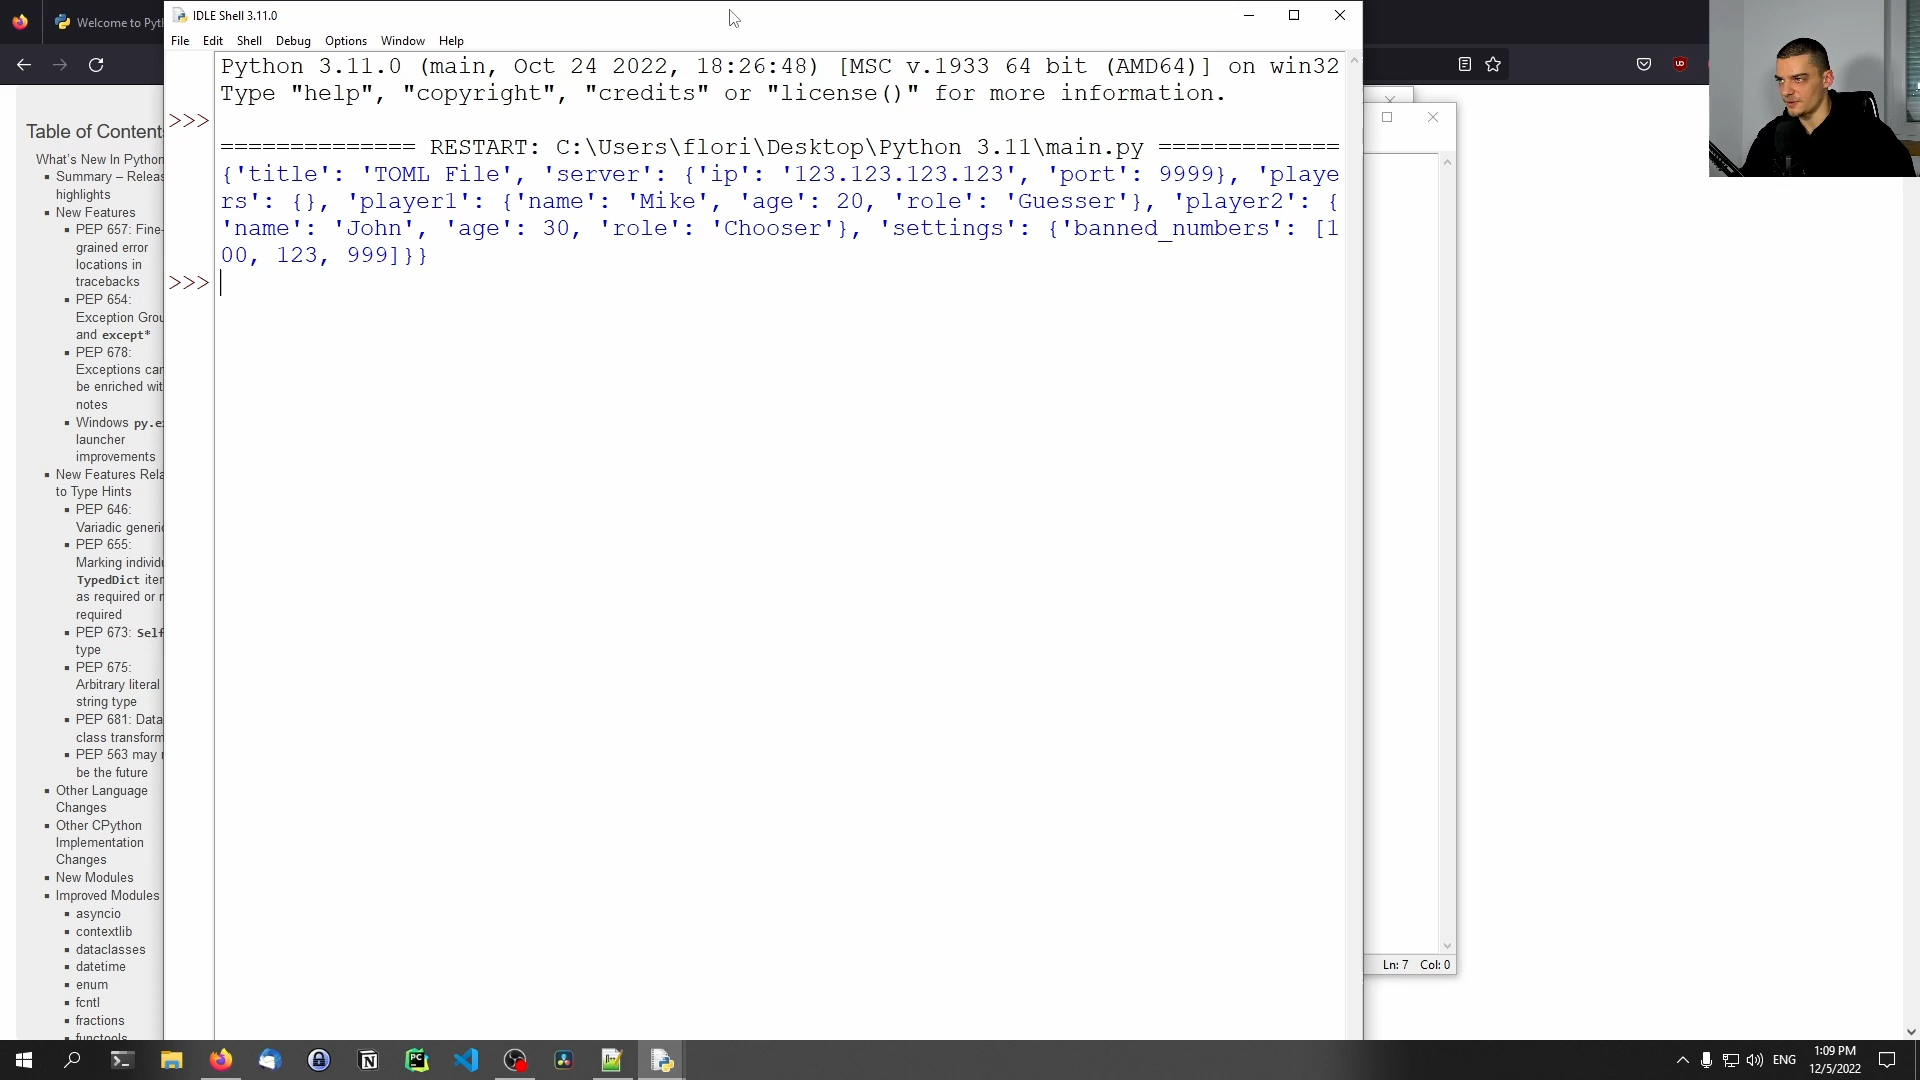 Welcome to Pyth
IDLE Shell 3.11.0
File Edit Shell Debug Options Window Help
Python 3.11.0 (main, Oct 24 2022, 18:26:48) [MSC v.1933 64 bit (AMD64)] on win32
Type "help", "copyright", "credits" or "license()" for more information.
>>>
============== RESTART: C:\Users\flori\Desktop\Python 3.11\main.py =============
{'title': 'TOML File', 'server': {'ip': '123.123.123.123', 'port': 9999}, 'playe
rs': {}, 'player1': {'name': 'Mike', 'age': 20, 'role': 'Guesser'}, 'player2': {
'name': 'John', 'age': 30, 'role': 'Chooser'}, 'settings': {'banned_numbers': [1
00, 123, 999]}}
>>>
Table of Content
What's New In Python
Summary – Releas
highlights
New Features
PEP 657: Fine-
grained error
locations in
tracebacks
PEP 654:
Exception Grou
and except*
PEP 678:
Exceptions can
be enriched wit
notes
Windows py.e
launcher
improvements
New Features Rela
to Type Hints
PEP 646:
Variadic generic
PEP 655:
Marking individu
TypedDict iter
as required or n
required
PEP 673: Self
type
PEP 675:
Arbitrary literal
string type
PEP 681: Data
class transform
PEP 563 may
be the future
Other Language
Changes
Other CPython
Implementation
Changes
New Modules
Improved Modules
asyncio
contextlib
dataclasses
datetime
enum
fcntl
fractions
functools
Ln: 7 Col: 0
ENG
1:09 PM
12/5/2022